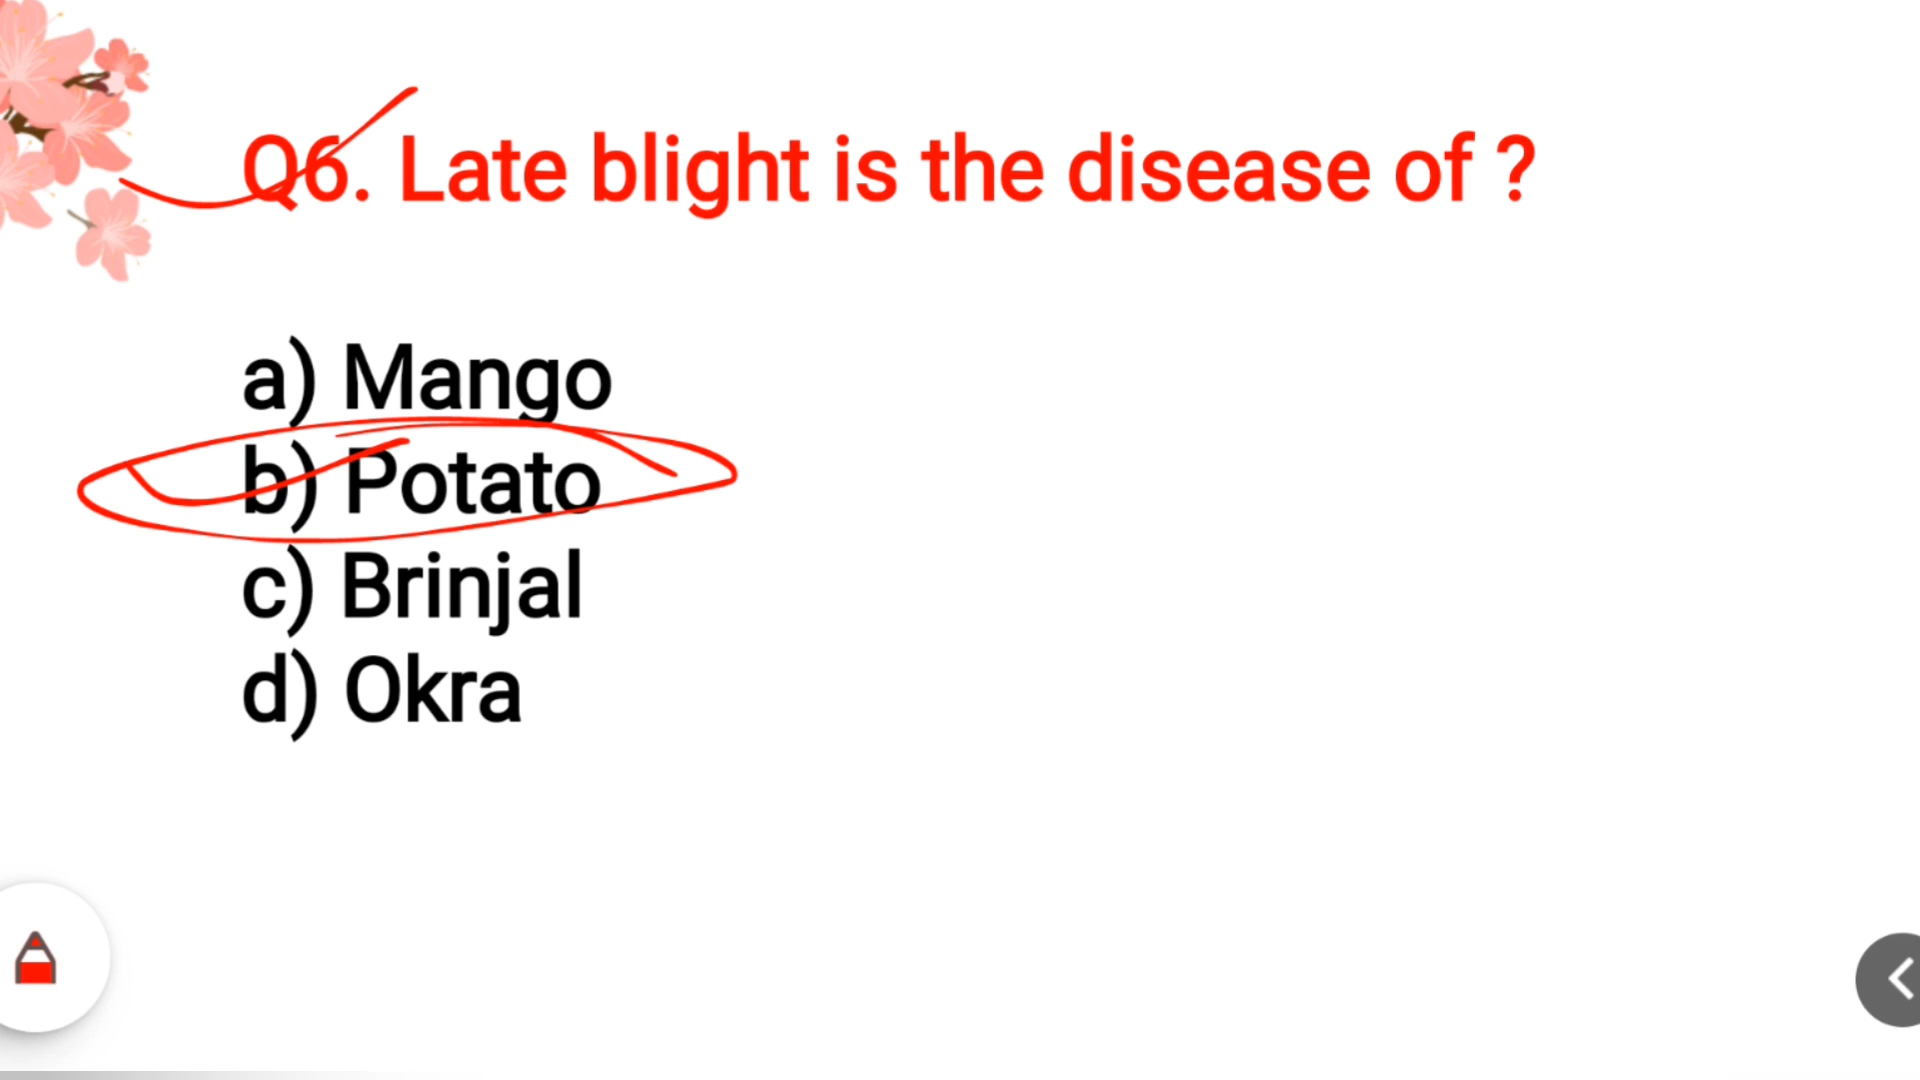 Q6. Late blight is the disease of ?
a) Mango
b) Potato
c) Brinjal
d) Okra